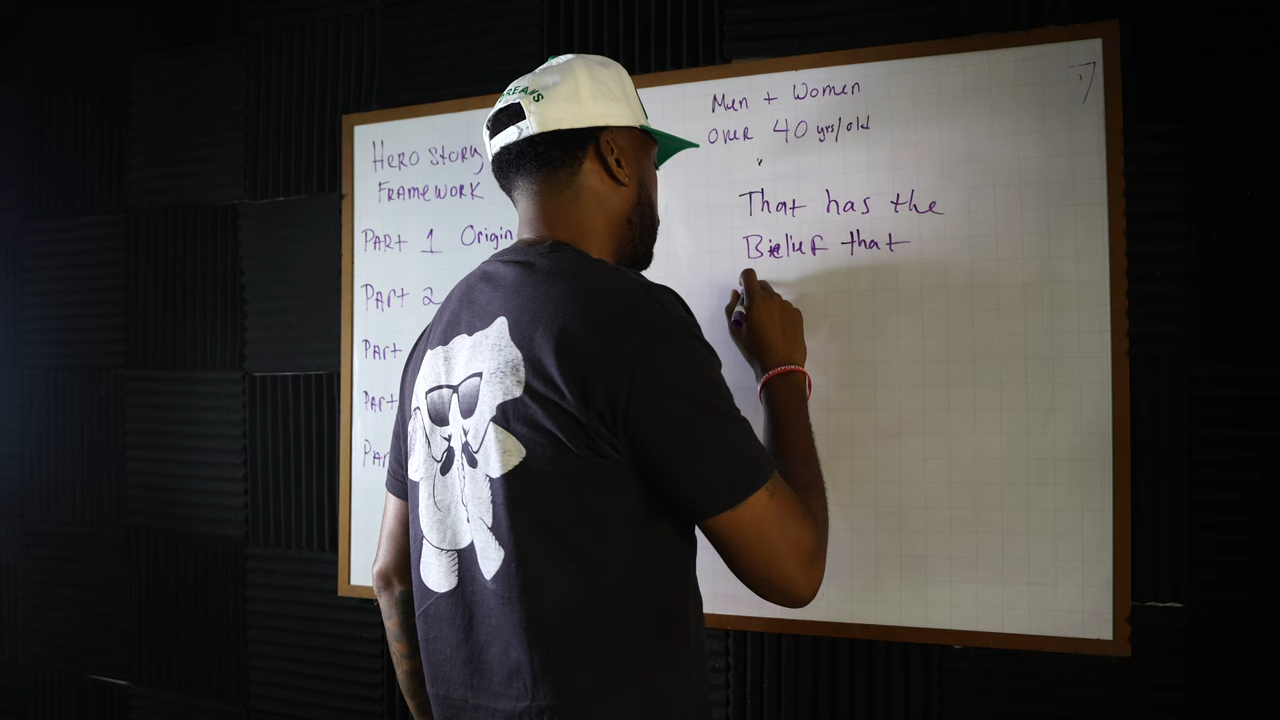 HERO STORY
FRAMEWORK
PART 1 Origin
PArt 2
PArt
PArt
Men + Women
over 40 yrs/old
That has the
Belief that